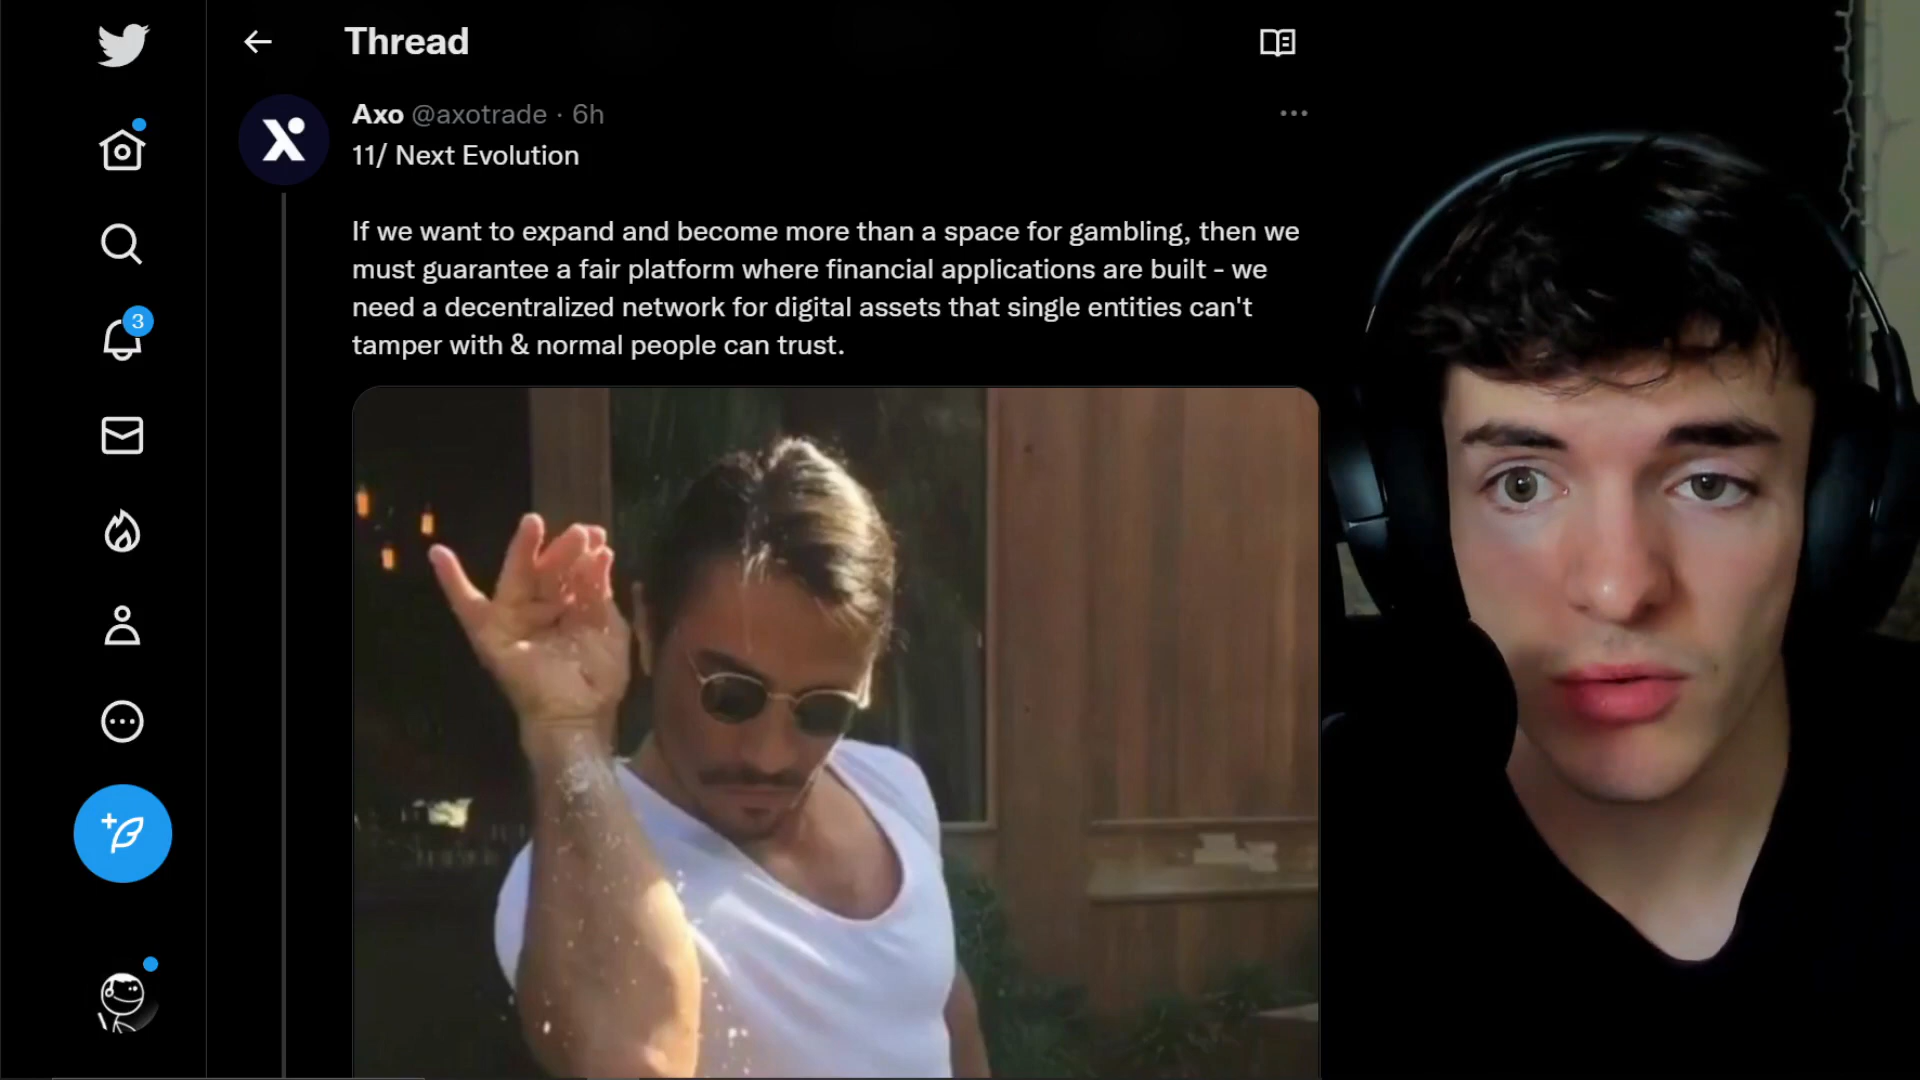 Thread
Axo @axotrade · 6h
11/ Next Evolution
If we want to expand and become more than a space for gambling, then we
must guarantee a fair platform where financial applications are built - we
need a decentralized network for digital assets that single entities can't
tamper with & normal people can trust.
3